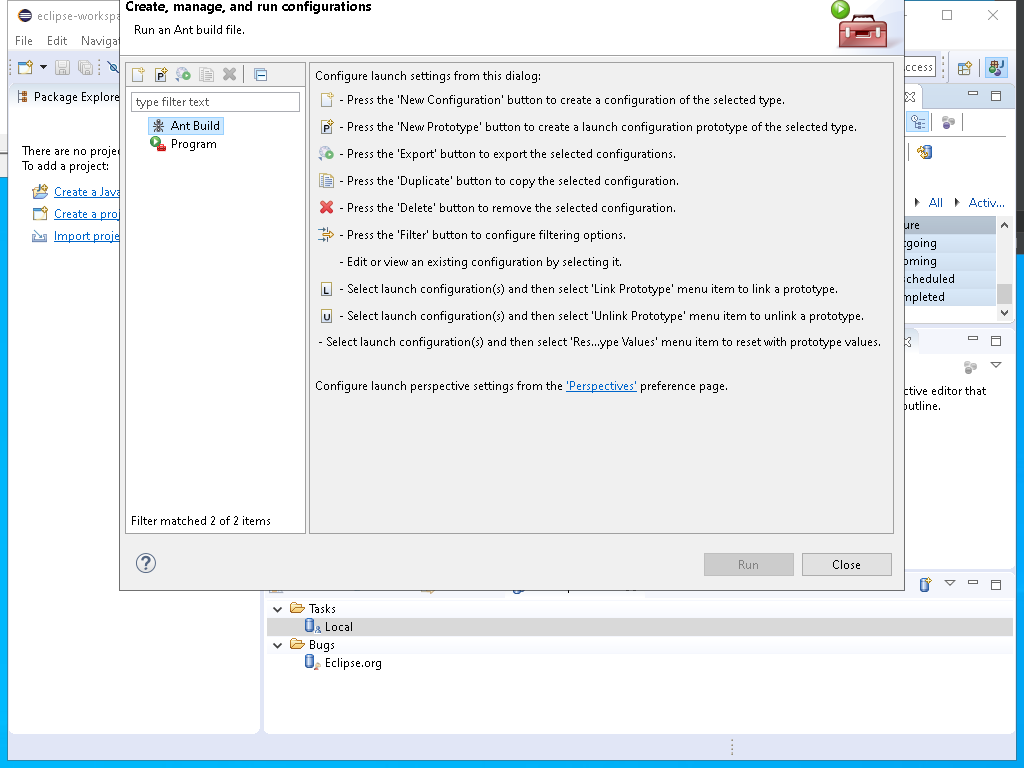 Create, manage, and run configurations
eclipse-workspa
Run an Ant build file.
File Edit Navigat
ccess
Package Explore
type filter text
Ant Build
Program
Filter matched 2 of 2 items
Configure launch settings from this dialog:
- Press the 'New Configuration' button to create a configuration of the selected type.
- Press the 'New Prototype' button to create a launch configuration prototype of the selected type.
- Press the 'Export' button to export the selected configurations.
- Press the 'Duplicate' button to copy the selected configuration.
- Press the 'Delete' button to remove the selected configuration.
- Press the 'Filter' button to configure filtering options.
- Edit or view an existing configuration by selecting it.
- Select launch configuration(s) and then select 'Link Prototype' menu item to link a prototype.
- Select launch configuration(s) and then select 'Unlink Prototype' menu item to unlink a prototype.
- Select launch configuration(s) and then select 'Res...ype Values' menu item to reset with prototype values.
Configure launch perspective settings from the 'Perspectives' preference page.
Run
Close
There are no projec
To add a project:
Create a Java
Create a proj
Import proje
All Activ...
ure
tgoing
oming
cheduled
mpleted
ctive editor that
outline.
Tasks
Local
Bugs
Eclipse.org